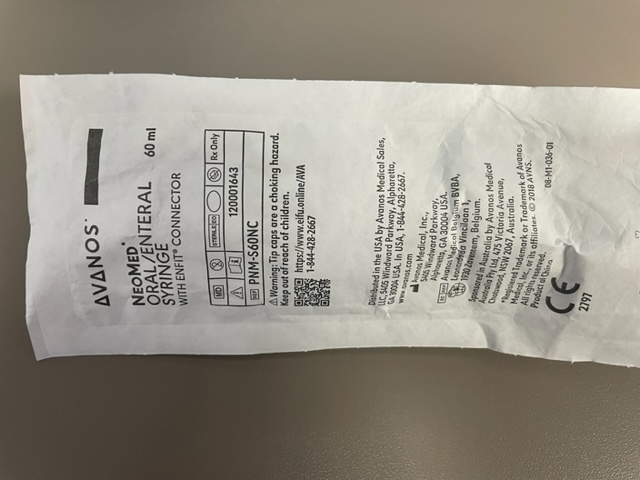 AVANOS*
NEOMED*
ORAL/ENTERAL
SYRINGE
60 ml
WITH ENFIT® CONNECTOR
STERILE EO
Rx Only
1200001643
REF PNM-S60NC
⚠Warning: Tip caps are a choking hazard.
Keep out of reach of children.
https://www.eifu.online/AVA
1-844-428-2667
Distributed in the USA by Avanos Medical Sales,
LLC, 5405 Windward Parkway, Alpharetta,
GA 30004 USA. In USA, 1-844-428-2667.
www.avanos.com
Avanos Medical, Inc.,
5405 Windward Parkway,
Alpharetta, GA 30004 USA.
EC REP Avanos Medical Belgium BVBA,
Leonardo Da Vincilaan 1,
1930 Zaventem, Belgium.
Sponsored in Australia by Avanos Medical
Australia Pty Ltd, 475 Victoria Avenue,
Chatswood, NSW 2067, Australia.
*Registered Trademark or Trademark of Avanos
Medical, Inc., or its affiliates. © 2018 AVNS.
All rights reserved.
Product of China
08-M1-036-01
CE
2797